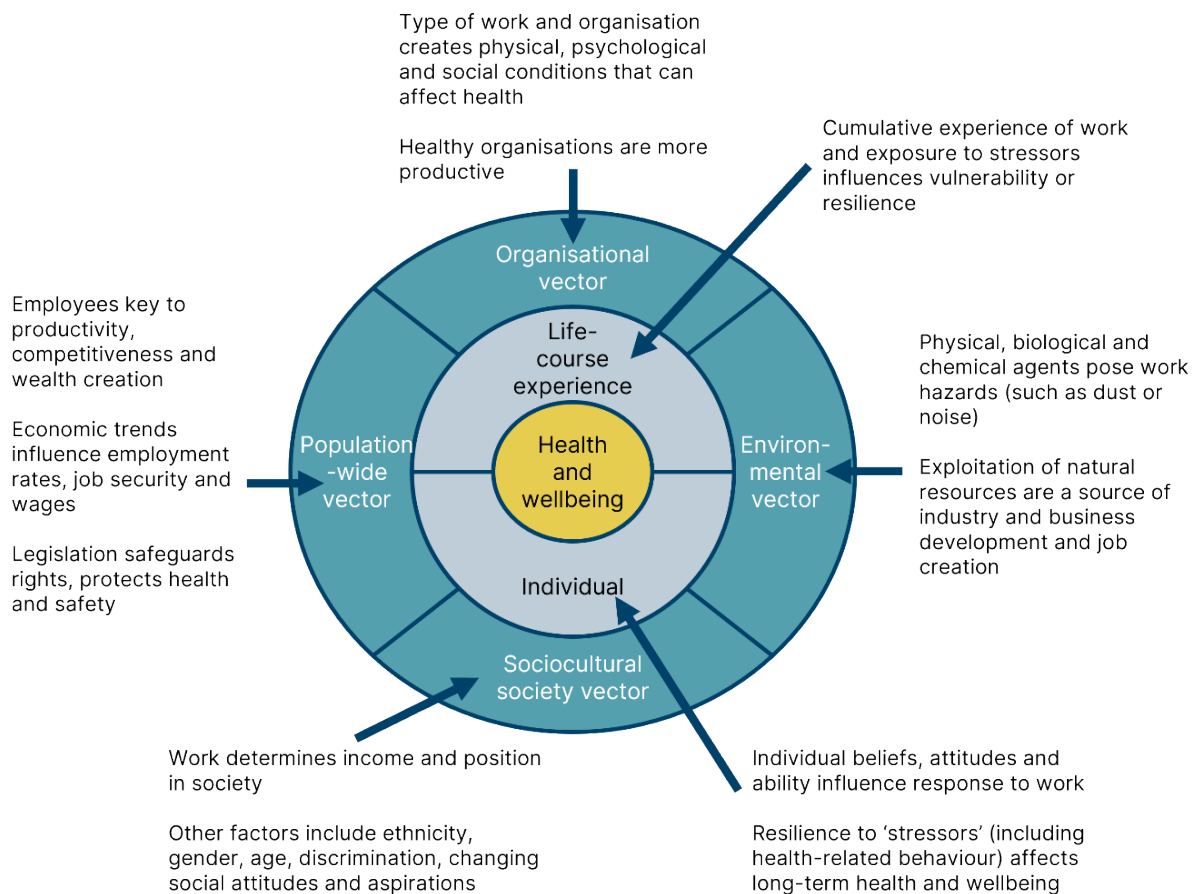 Type of work and organisation
creates physical, psychological
and social conditions that can
affect health
Healthy organisations are more
productive
Cumulative experience of work
and exposure to stressors
influences vulnerability or
resilience
Organisational
vector
Employees key to
productivity,
competitiveness and
wealth creation
Economic trends
influence employment
rates, job security and
wages
Legislation safeguards
rights, protects health
and safety
Life-
course
experience
Physical, biological and
chemical agents pose work
hazards (such as dust or
noise)
Exploitation of natural
resources are a source of
industry and business
development and job
creation
Population
-wide
vector
Health
and
wellbeing
Environ-
mental
vector
Individual
Sociocultural
society vector
Work determines income and position
in society
Other factors include ethnicity,
gender, age, discrimination, changing
social attitudes and aspirations
Individual beliefs, attitudes and
ability influence response to work
Resilience to ‘stressors’ (including
health-related behaviour) affects
long-term health and wellbeing